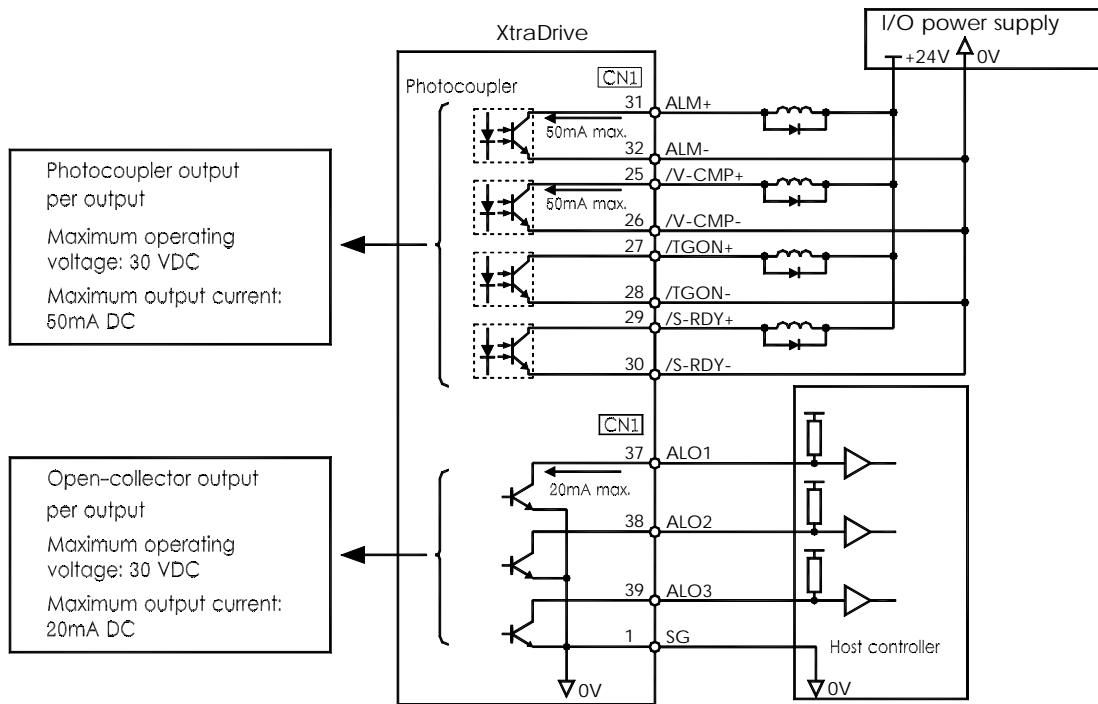 XtraDrive
I/O power supply
+24V
0V
Photocoupler
CN1
31
ALM+
50mA max.
32
ALM-
25
/V-CMP+
50mA max.
26
/V-CMP-
27
/TGON+
28
/TGON-
29
/S-RDY+
30
/S-RDY-
Photocoupler output
per output
Maximum operating
voltage: 30 VDC
Maximum output current:
50mA DC
CN1
37
ALO1
20mA max.
38
ALO2
39
ALO3
1
SG
0V
Host controller
0V
Open-collector output
per output
Maximum operating
voltage: 30 VDC
Maximum output current:
20mA DC